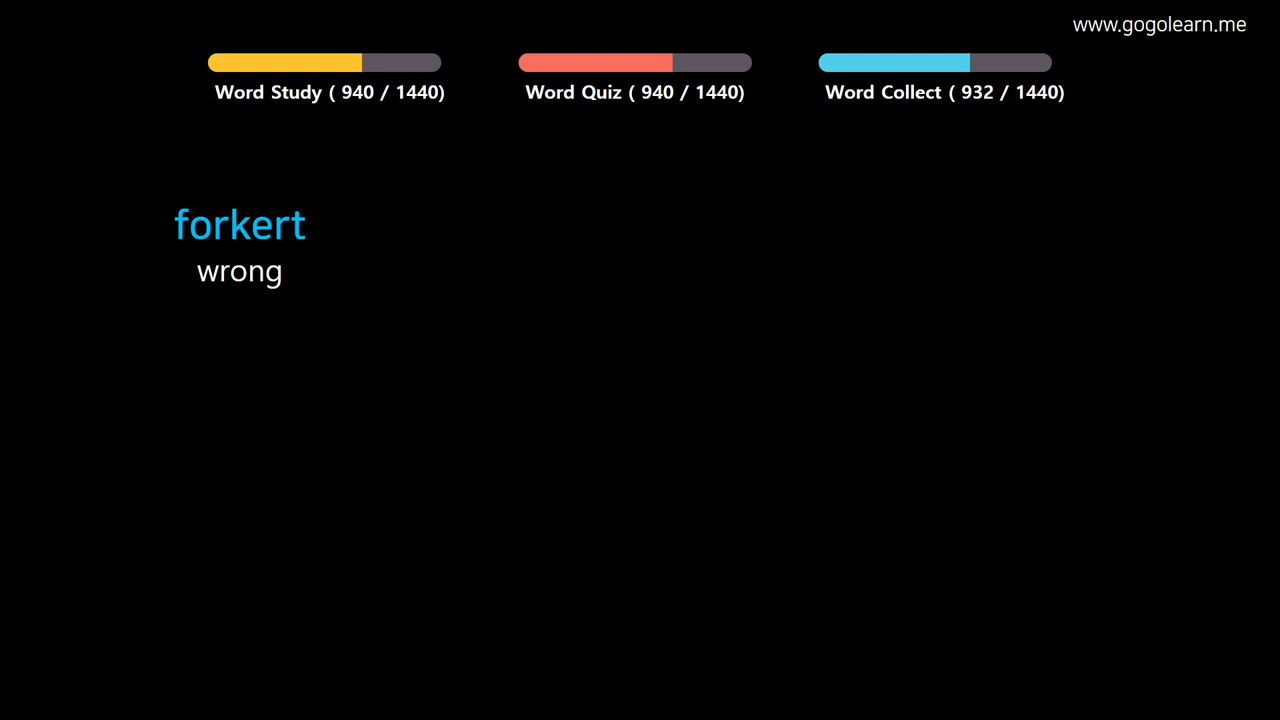 www.gogolearn.me
Word Study ( 940 / 1440)
Word Quiz ( 940 / 1440)
Word Collect ( 932 / 1440)
forkert
wrong